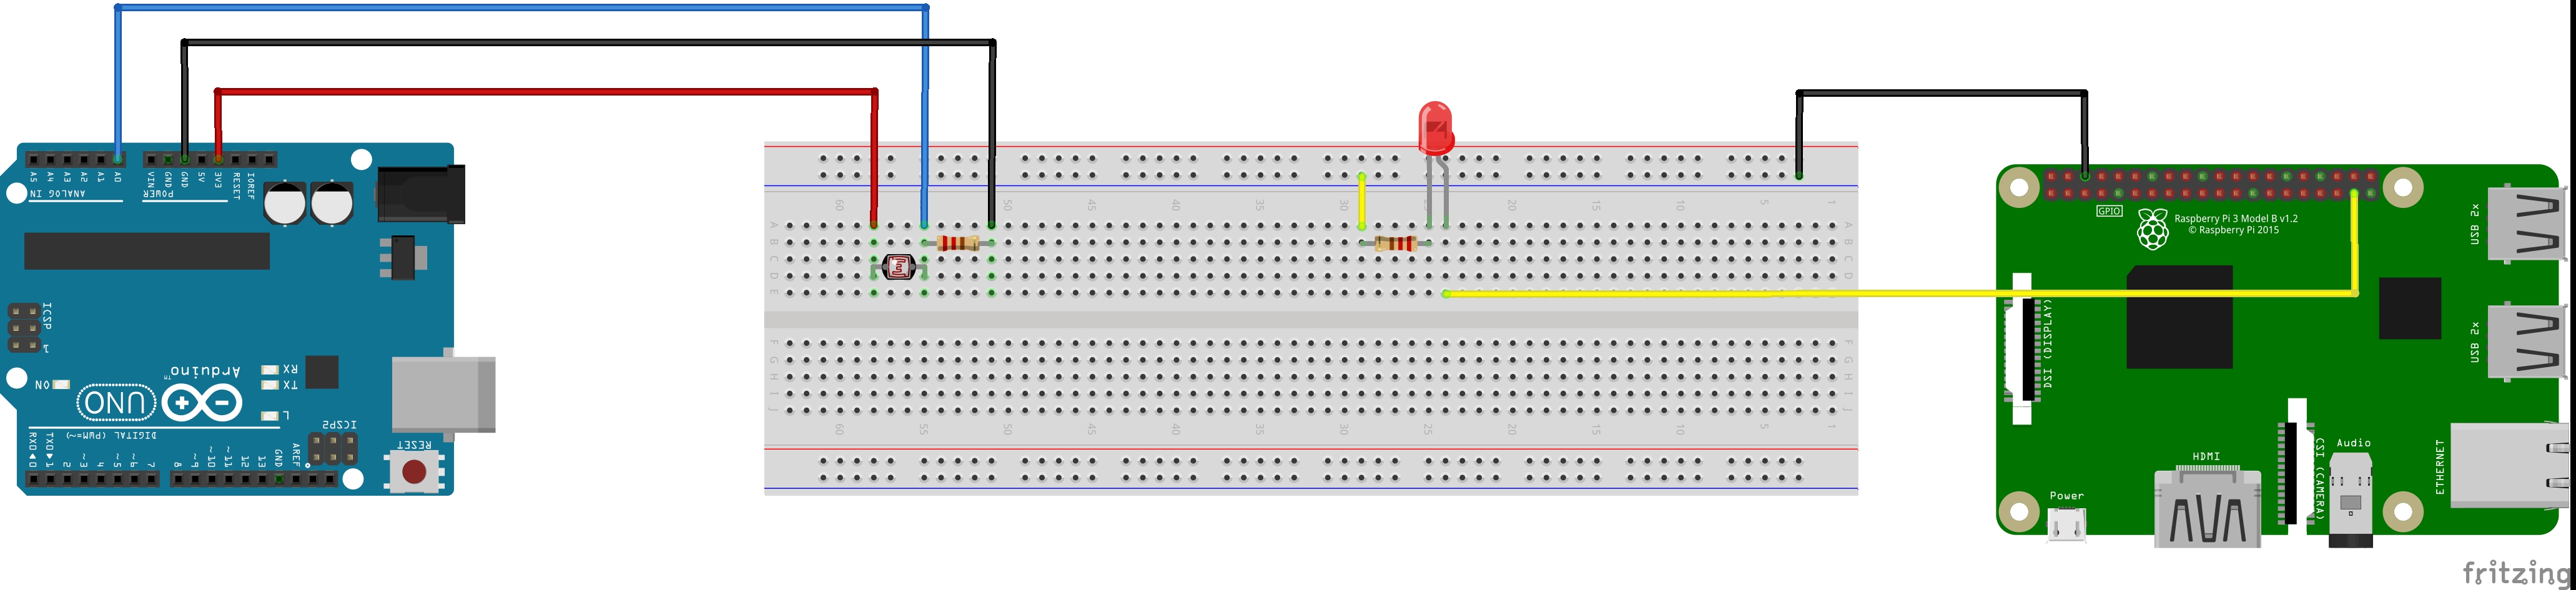 A5
A4
A3
A2
A1
A0
ANALOG IN
VIN
GND
GND
5V
3V3
RESET
IOREF
POWER
ICSP
1
ON
UNO
Arduino
TM
RX
TX
L
ICSP2
RESET
DIGITAL (PWM=~)
RX0◄0
TX0►1
2
~3
4
~5
~6
7
8
~9
~10
~11
12
13
GND
AREF
60
55
50
45
40
35
30
25
20
15
10
5
1
A
B
C
D
E
A
B
C
D
E
F
G
H
I
J
F
G
H
I
J
60
55
50
45
40
35
30
25
20
15
10
5
1
GPIO
Raspberry Pi 3 Model B v1.2
© Raspberry Pi 2015
USB 2x
USB 2x
DSI (DISPLAY)
CSI (CAMERA)
Audio
HDMI
Power
ETHERNET
fritzing